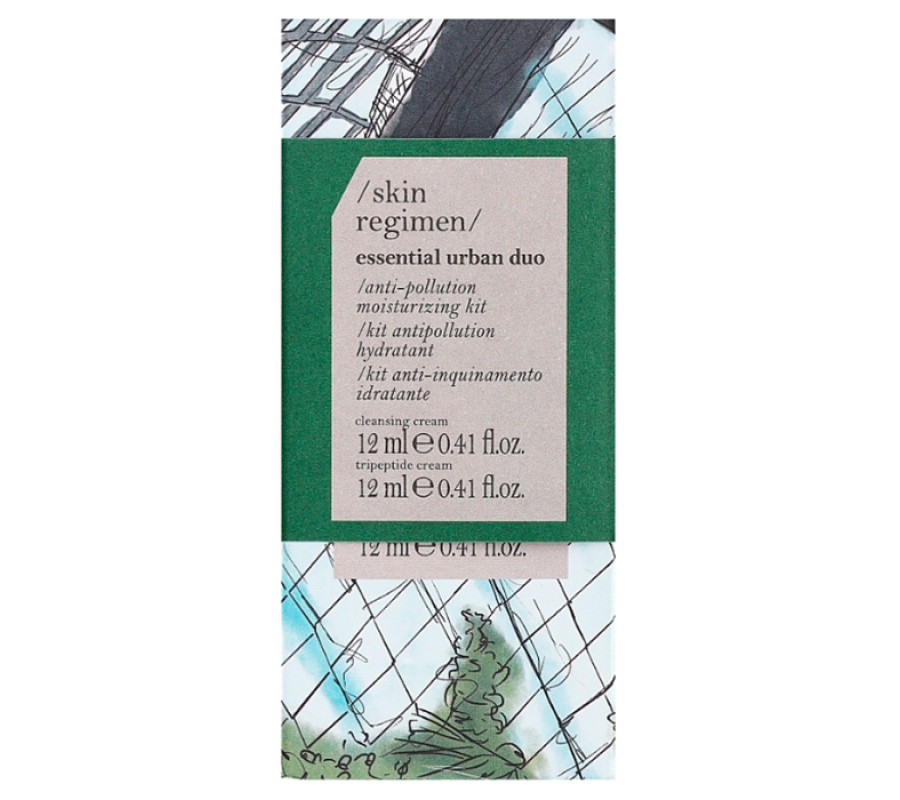 /skin
regimen/
essential urban duo
/anti-pollution
moisturizing kit
/kit antipollution
hydratant
/kit anti-inquinamento
idratante
cleansing cream
12 ml ℮ 0.41 fl.oz.
tripeptide cream
12 ml ℮ 0.41 fl.oz.
12 ml ℮ 0.41 fl.oz.